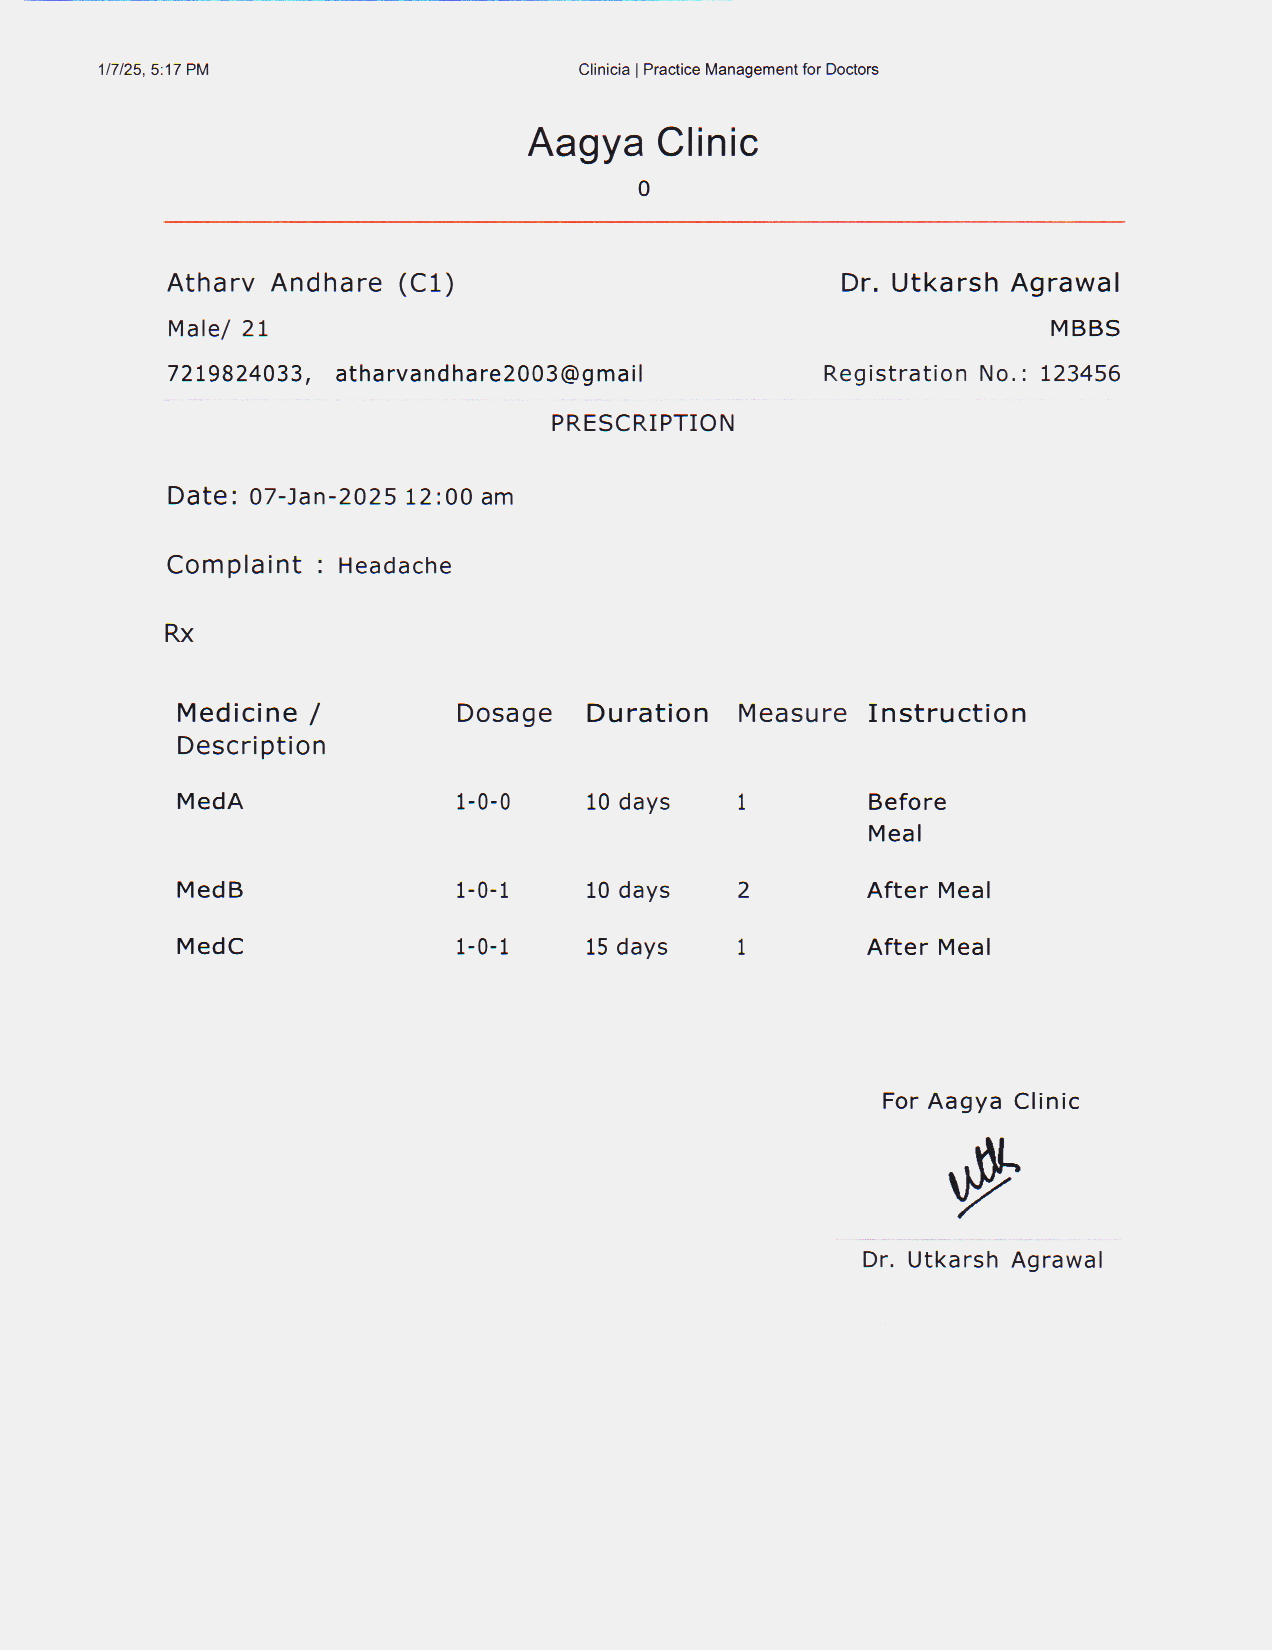 1/7/25, 5:17 PM Clinicia | Practice Management for Doctors
Aagya Clinic
0
Atharv Andhare (C1) Dr. Utkarsh Agrawal
Male/ 21 MBBS
7219824033, atharvandhare2003@gmail Registration No.: 123456
PRESCRIPTION
Date: 07-Jan-2025 12:00 am
Complaint : Headache
Rx
Medicine / Dosage Duration Measure Instruction
Description
MedA 1-0-0 10 days 1 Before
Meal
MedB 1-0-1 10 days 2 After Meal
MedC 1-0-1 15 days 1 After Meal
For Aagya Clinic
utk
Dr. Utkarsh Agrawal